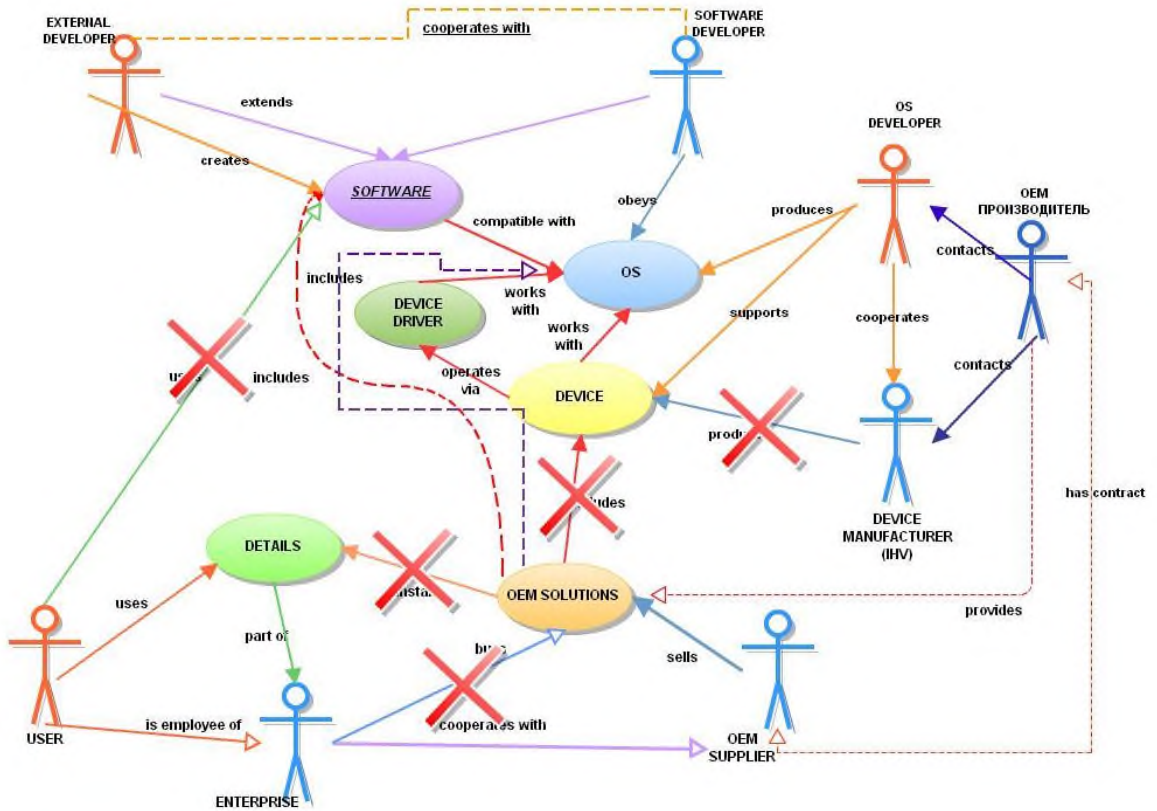 EXTERNAL
DEVELOPER
cooperates with
SOFTWARE
DEVELOPER
extends
OS
DEVELOPER
creates
SOFTWARE
OEM
ПРОИЗВОДИТЕЛЬ
compatible with
obeys
produces
contacts
includes
OS
DEVICE
DRIVER
works
with
works
with
supports
cooperates
includes
operates
via
DEVICE
contacts
has contract
DEVICE
MANUFACTURER
(IHV)
DETAILS
OEM SOLUTIONS
uses
provides
part of
sells
is employee of
cooperates with
USER
OEM
SUPPLIER
ENTERPRISE